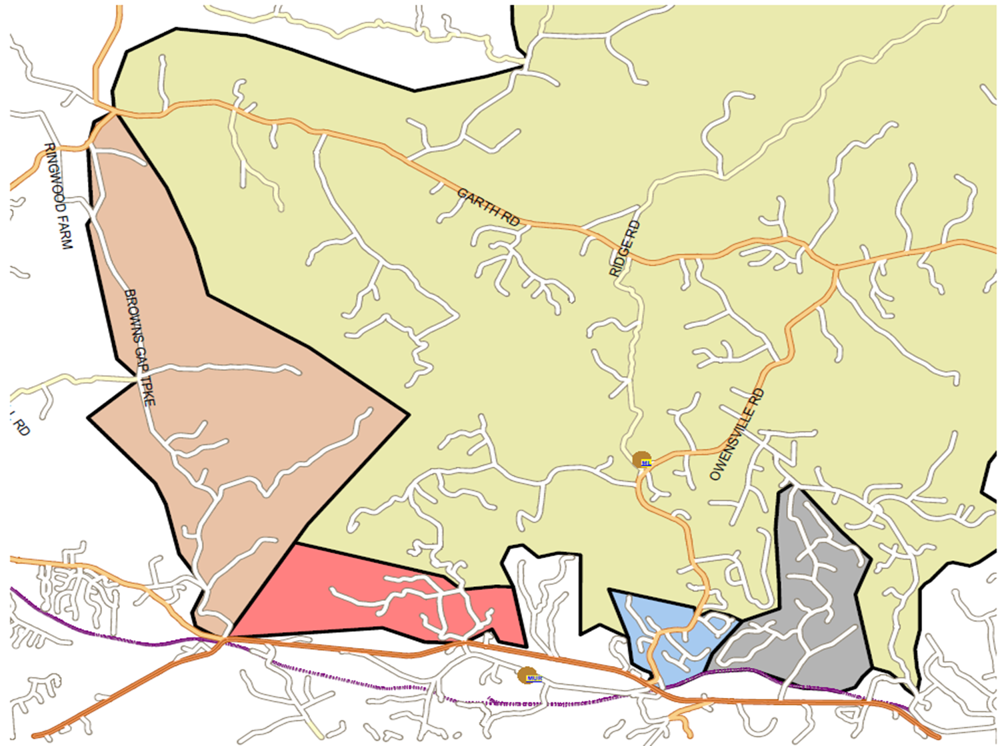 RINGWOOD FARM
GARTH RD
RIDGE RD
BROWNS GAP TPKE
L RD
OWENSVILLE RD
ML
MUR